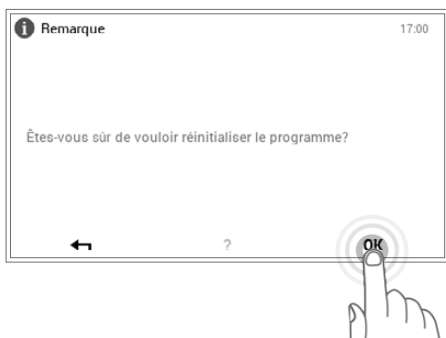 i Remarque 17:00
Êtes-vous sûr de vouloir réinitialiser le programme?
? OK